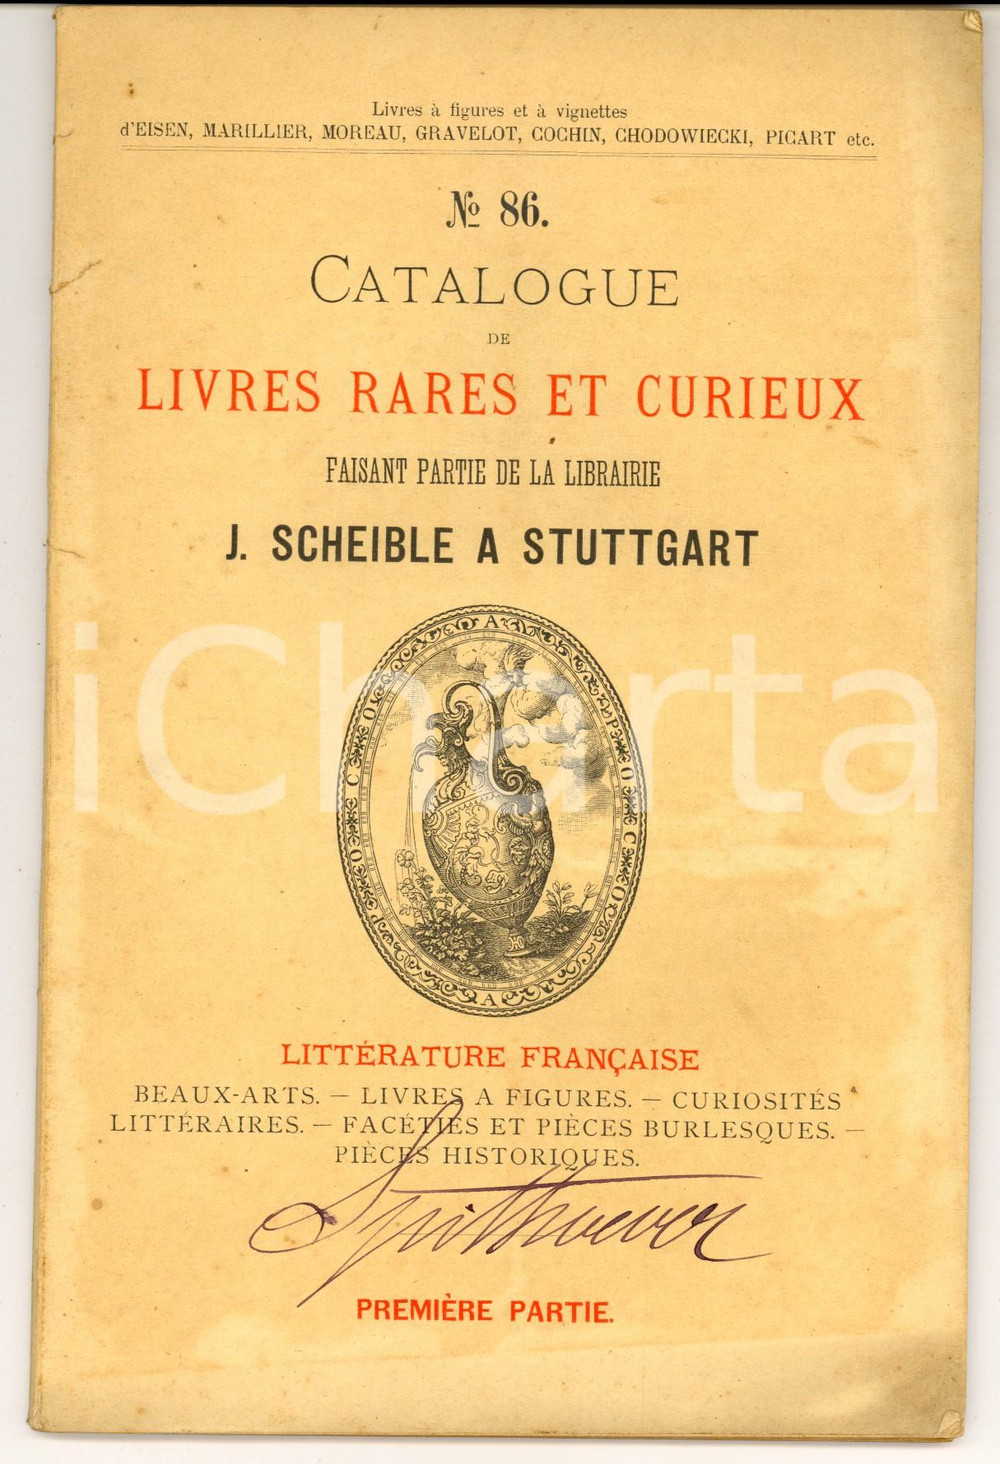 Livres à figures et à vignettes
d'EISEN, MARILLIER, MOREAU, GRAVELOT, COCHIN, CHODOWIECKI, PICART etc.
№ 86.
CATALOGUE
DE
LIVRES RARES ET CURIEUX
FAISANT PARTIE DE LA LIBRAIRIE
J. SCHEIBLE A STUTTGART
A P O C A P O C
iCharta
LITTÉRATURE FRANÇAISE
BEAUX-ARTS. — LIVRES A FIGURES. — CURIOSITÉS
LITTÉRAIRES. — FACÉTIES ET PIÈCES BURLESQUES. —
PIÈCES HISTORIQUES.
PREMIÈRE PARTIE.